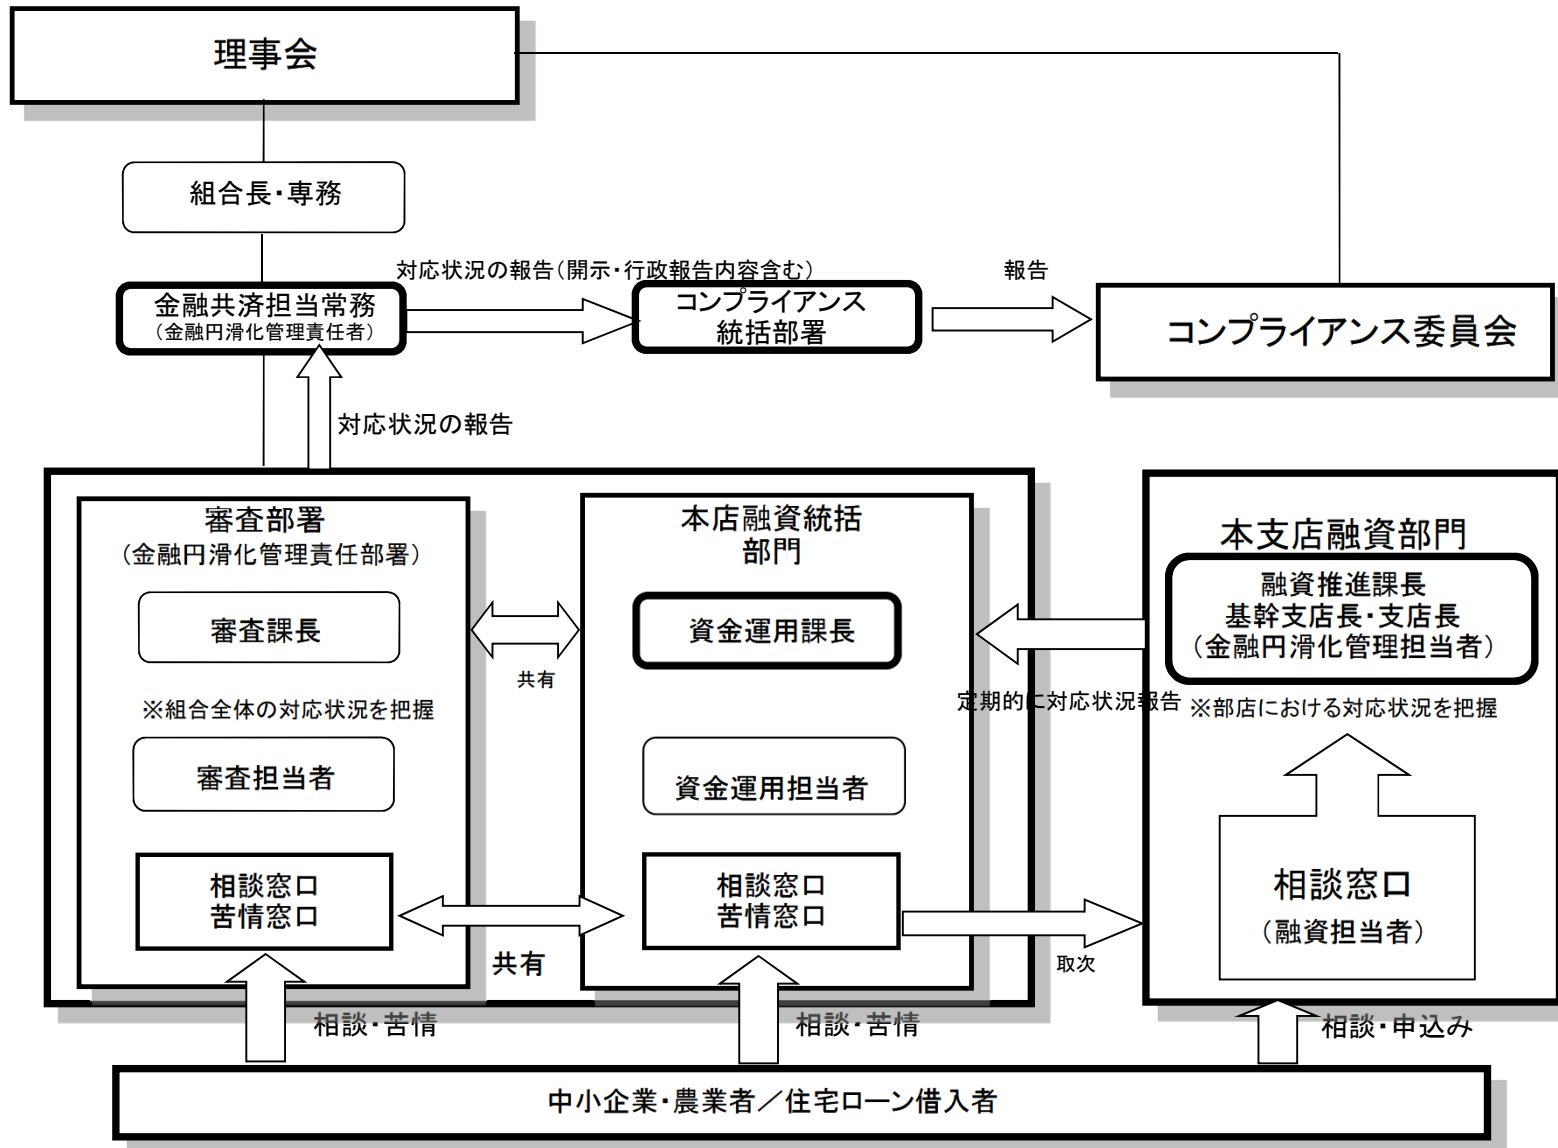 理事会
組合長・専務
対応状況の報告（開示・行政報告内容含む）
報告
金融共済担当常務
（金融円滑化管理責任者）
コンプライアンス
統括部署
コンプライアンス委員会
対応状況の報告
審査部署
（金融円滑化管理責任部署）
審査課長
※組合全体の対応状況を把握
審査担当者
相談窓口
苦情窓口
共有
共有
本店融資統括
部門
資金運用課長
資金運用担当者
相談窓口
苦情窓口
定期的に対応状況報告
取次
本支店融資部門
融資推進課長
基幹支店長・支店長
（金融円滑化管理担当者）
※部店における対応状況を把握
相談窓口
（融資担当者）
相談・苦情
相談・苦情
相談・申込み
中小企業・農業者／住宅ローン借入者